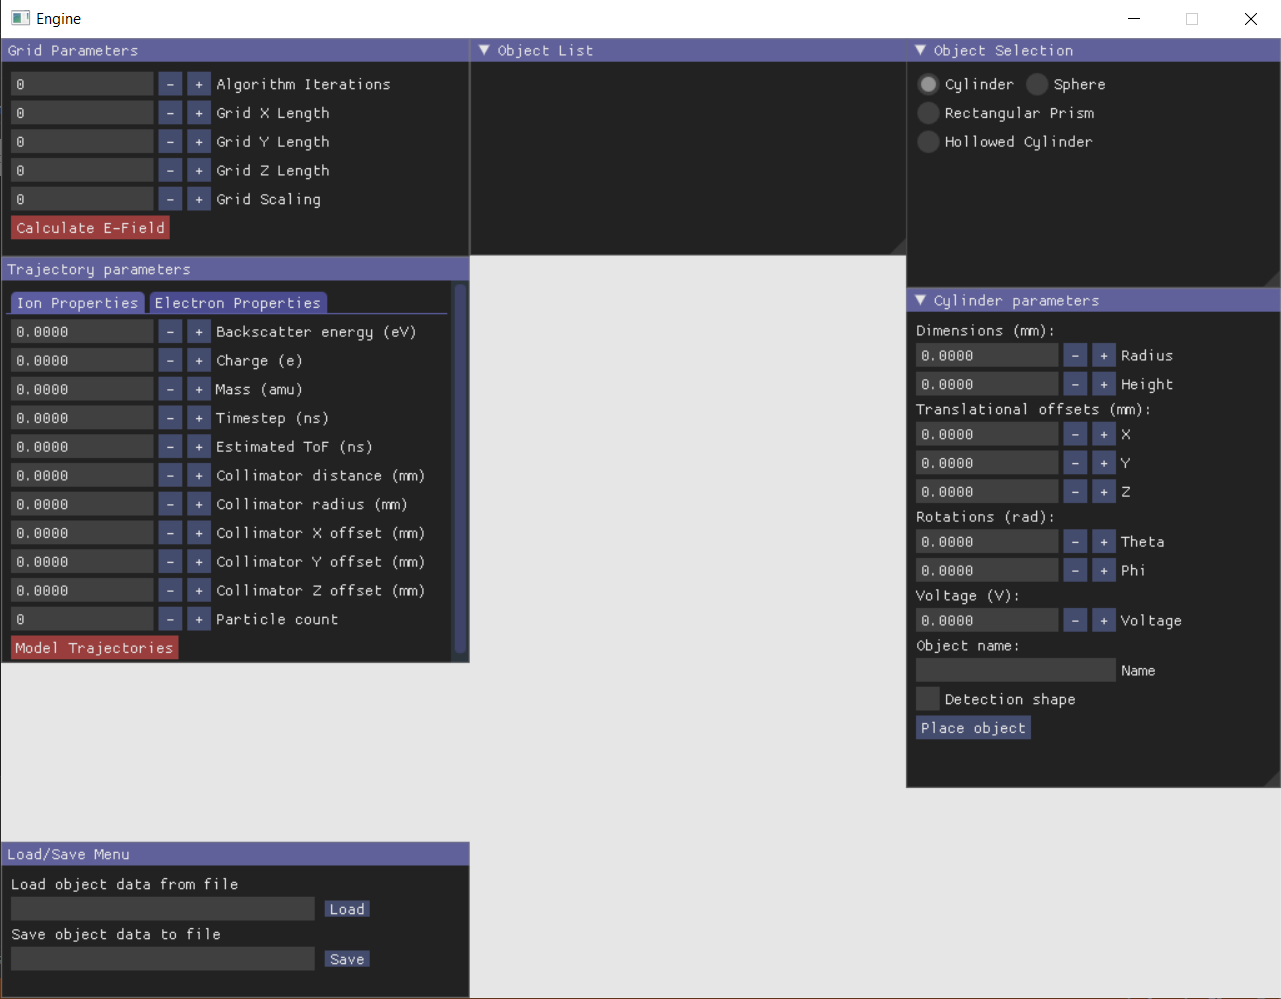 Engine
Grid Parameters
0 - + Algorithm Iterations
0 - + Grid X Length
0 - + Grid Y Length
0 - + Grid Z Length
0 - + Grid Scaling
Calculate E-Field
Trajectory parameters
Ion Properties Electron Properties
0.0000 - + Backscatter energy (eV)
0.0000 - + Charge (e)
0.0000 - + Mass (amu)
0.0000 - + Timestep (ns)
0.0000 - + Estimated ToF (ns)
0.0000 - + Collimator distance (mm)
0.0000 - + Collimator radius (mm)
0.0000 - + Collimator X offset (mm)
0.0000 - + Collimator Y offset (mm)
0.0000 - + Collimator Z offset (mm)
0 - + Particle count
Model Trajectories
Load/Save Menu
Load object data from file
Load
Save object data to file
Save
Object List
Object Selection
Cylinder Sphere
Rectangular Prism
Hollowed Cylinder
Cylinder parameters
Dimensions (mm):
0.0000 - + Radius
0.0000 - + Height
Translational offsets (mm):
0.0000 - + X
0.0000 - + Y
0.0000 - + Z
Rotations (rad):
0.0000 - + Theta
0.0000 - + Phi
Voltage (V):
0.0000 - + Voltage
Object name:
Name
Detection shape
Place object